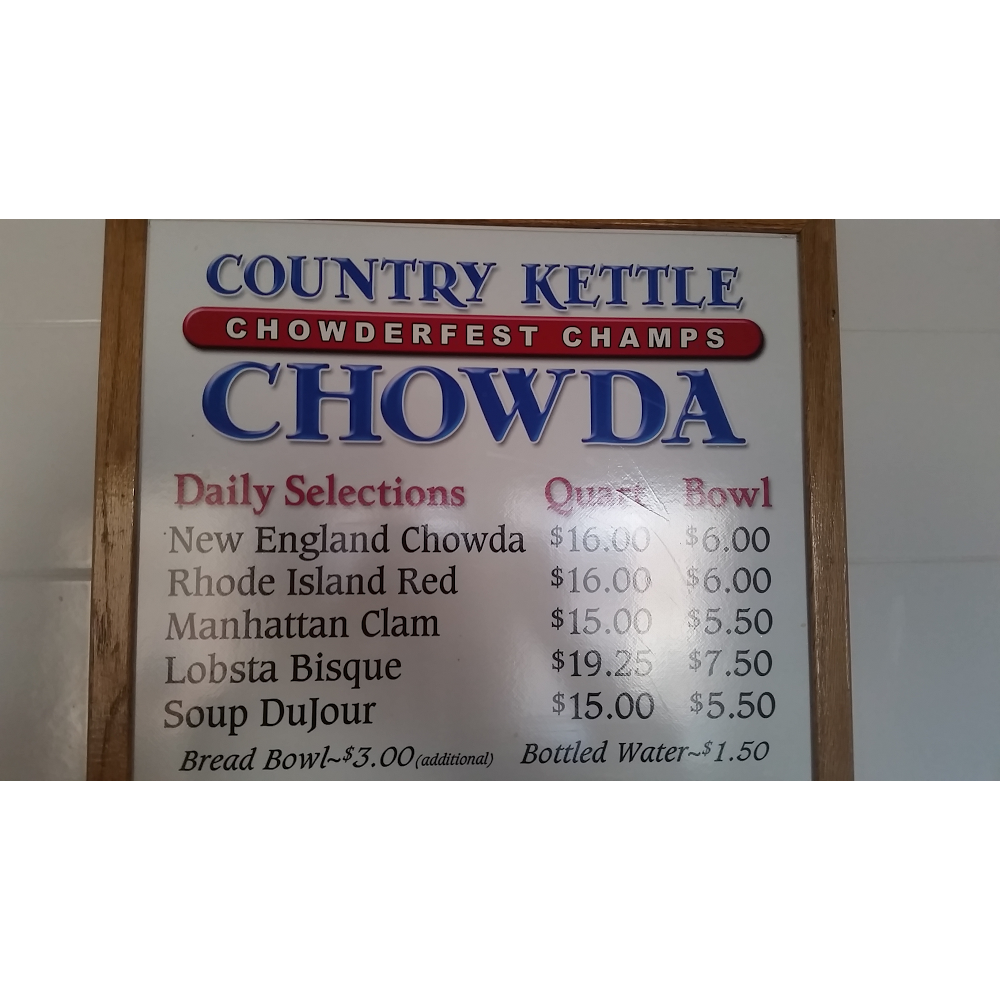 COUNTRY KETTLE
CHOWDERFEST CHAMPS
CHOWDA
Daily Selections Quart Bowl
New England Chowda $16.00 $6.00
Rhode Island Red $16.00 $6.00
Manhattan Clam $15.00 $5.50
Lobsta Bisque $19.25 $7.50
Soup DuJour $15.00 $5.50
Bread Bowl~$3.00 (additional) Bottled Water~$1.50